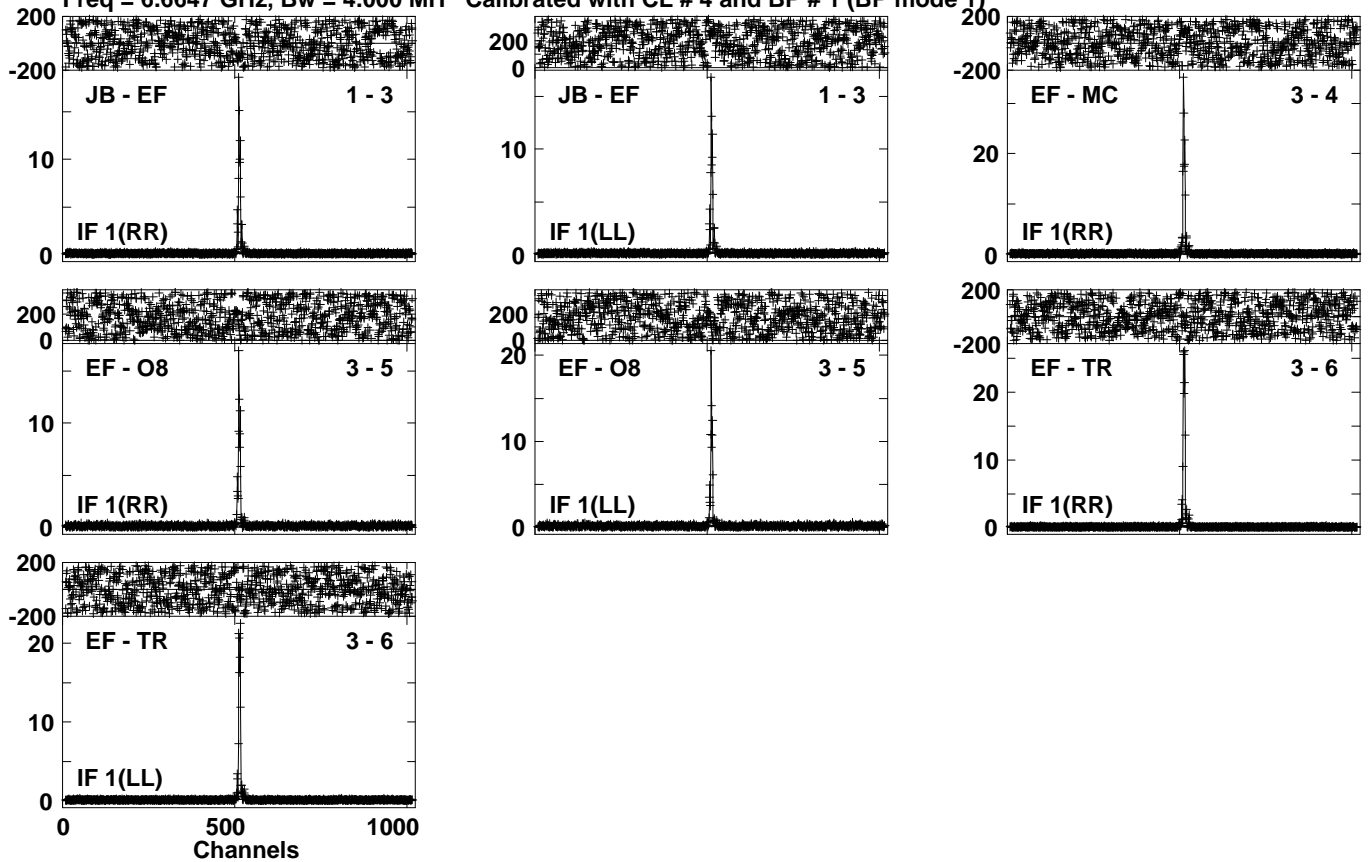 Freq = 6.6647 GHz, Bw = 4.000 MH Calibrated with CL # 4 and BP # 1 (BP mode 1)
200 200 200
-200 0 -200
JB - EF 1 - 3 JB - EF 1 - 3 EF - MC 3 - 4
10 10 20
IF 1(RR) IF 1(LL) IF 1(RR)
0 0 0
200 200 200
0 0 -200
EF - O8 3 - 5 EF - O8 3 - 5 EF - TR 3 - 6
20 20
10 10 10
IF 1(RR) IF 1(LL) IF 1(RR)
0 0 0
200
-200
EF - TR 3 - 6
20
10
IF 1(LL)
0
0 500 1000
Channels